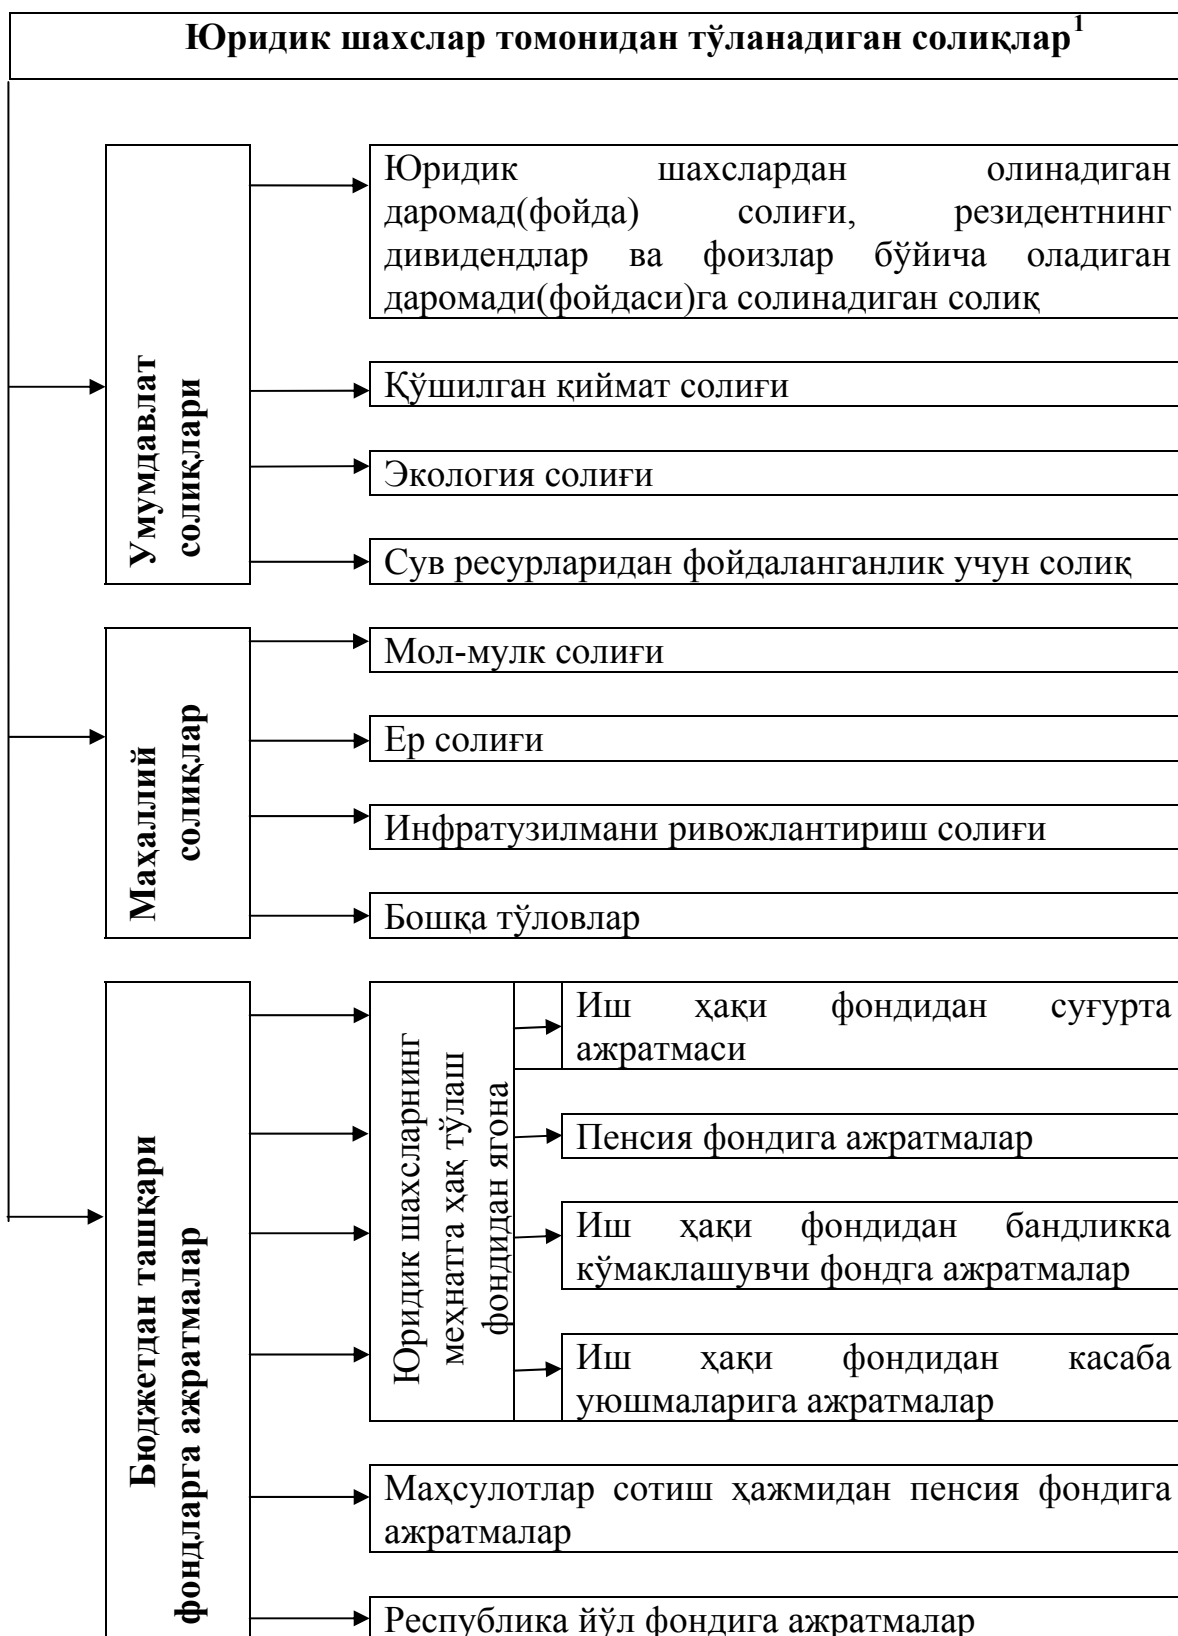 Юридик шахслар томонидан тўланадиган солиқлар1
Умумдавлат
солиқлари
Юридик шахслардан олинадиган
даромад(фойда) солиғи, резидентнинг
дивидендлар ва фоизлар бўйича оладиган
даромади(фойдаси)га солинадиган солиқ
Қўшилган қиймат солиғи
Экология солиғи
Сув ресурларидан фойдаланганлик учун солиқ
Маҳаллий
солиқлар
Мол-мулк солиғи
Ер солиғи
Инфратузилмани ривожлантириш солиғи
Бошқа тўловлар
Бюджетдан ташқари
фондларга ажратмалар
Юридик шахсларнинг
меҳнатга ҳақ тўлаш
фондидан ягона
Иш ҳақи фондидан суғурта
ажратмаси
Пенсия фондига ажратмалар
Иш ҳақи фондидан бандликка
кўмаклашувчи фондга ажратмалар
Иш ҳақи фондидан касаба
уюшмаларига ажратмалар
Маҳсулотлар сотиш ҳажмидан пенсия фондига
ажратмалар
Республика йўл фондига ажратмалар